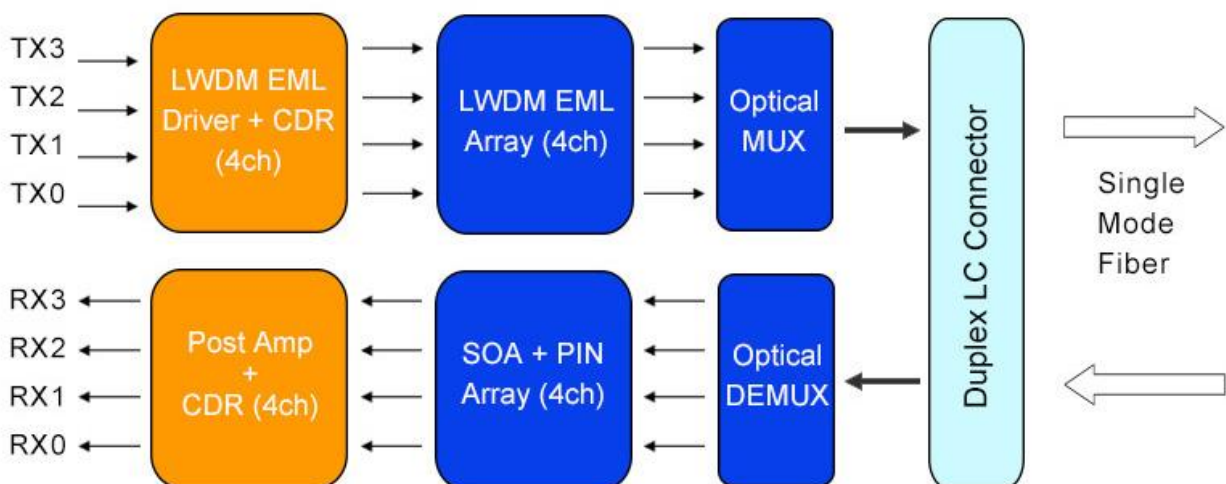 TX3
TX2
TX1
TX0
LWDM EML
Driver + CDR
(4ch)
LWDM EML
Array (4ch)
Optical
MUX
Duplex LC Connector
Single
Mode
Fiber
RX3
RX2
RX1
RX0
Post Amp
+
CDR (4ch)
SOA + PIN
Array (4ch)
Optical
DEMUX